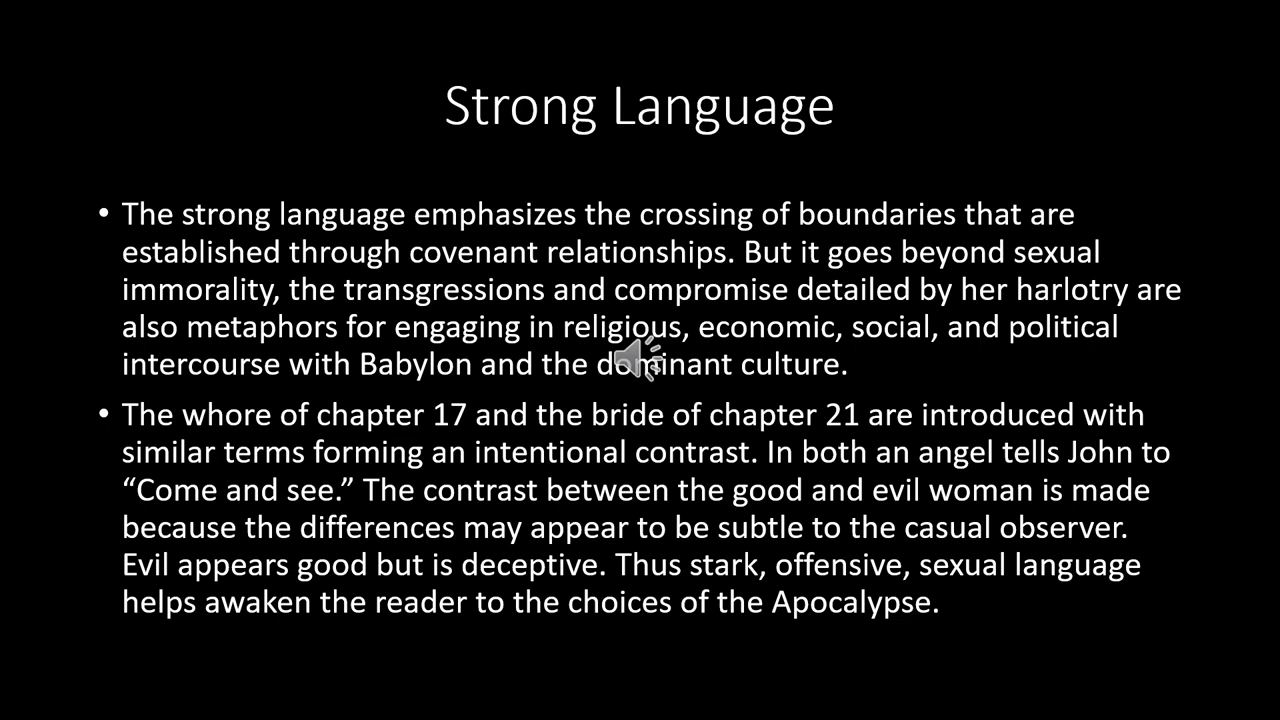 Strong Language
• The strong language emphasizes the crossing of boundaries that are
established through covenant relationships. But it goes beyond sexual
immorality, the transgressions and compromise detailed by her harlotry are
also metaphors for engaging in religious, economic, social, and political
intercourse with Babylon and the dominant culture.
• The whore of chapter 17 and the bride of chapter 21 are introduced with
similar terms forming an intentional contrast. In both an angel tells John to
“Come and see.” The contrast between the good and evil woman is made
because the differences may appear to be subtle to the casual observer.
Evil appears good but is deceptive. Thus stark, offensive, sexual language
helps awaken the reader to the choices of the Apocalypse.